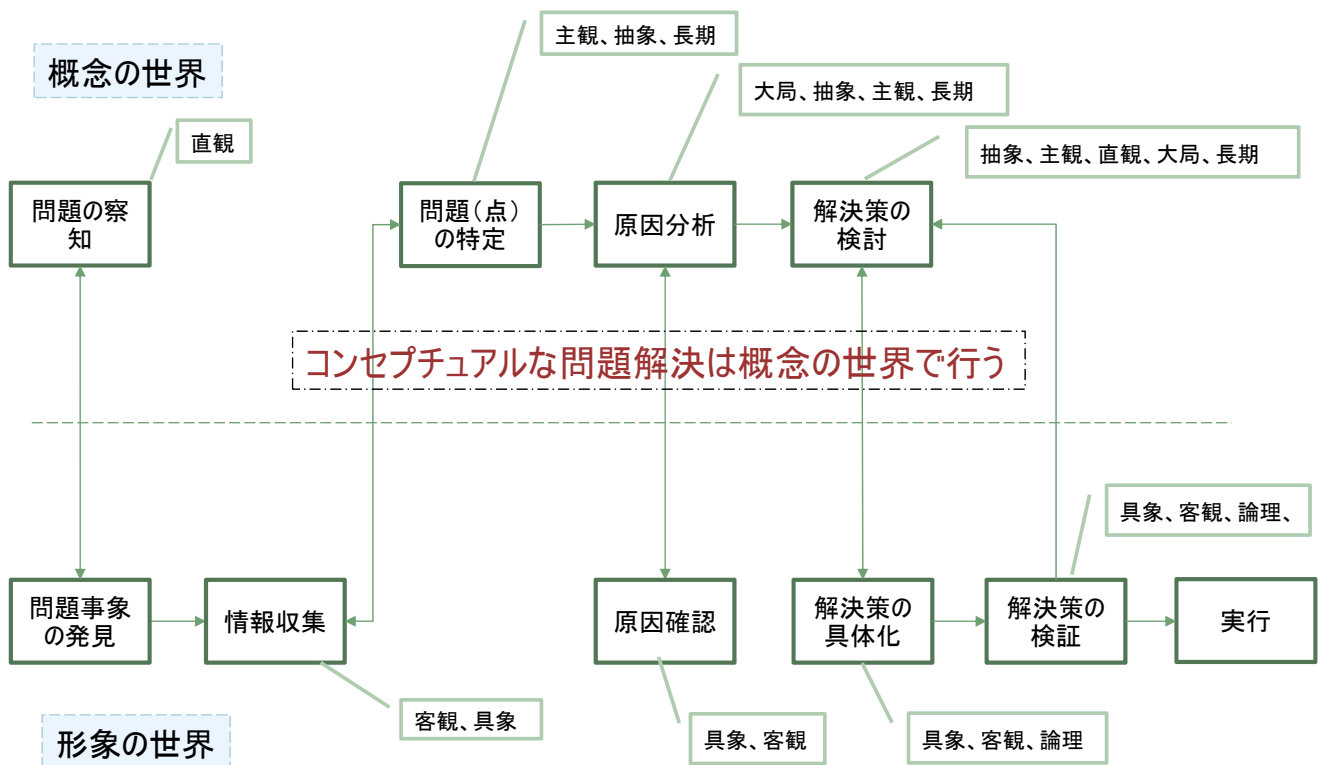 主観、抽象、長期
概念の世界
大局、抽象、主観、長期
直観
抽象、主観、直観、大局、長期
問題の察
知
問題（点）
の特定
原因分析
解決策の
検討
コンセプチュアルな問題解決は概念の世界で行う
具象、客観、論理、
問題事象
の発見
情報収集
原因確認
解決策の
具体化
解決策の
検証
実行
客観、具象
形象の世界
具象、客観
具象、客観、論理